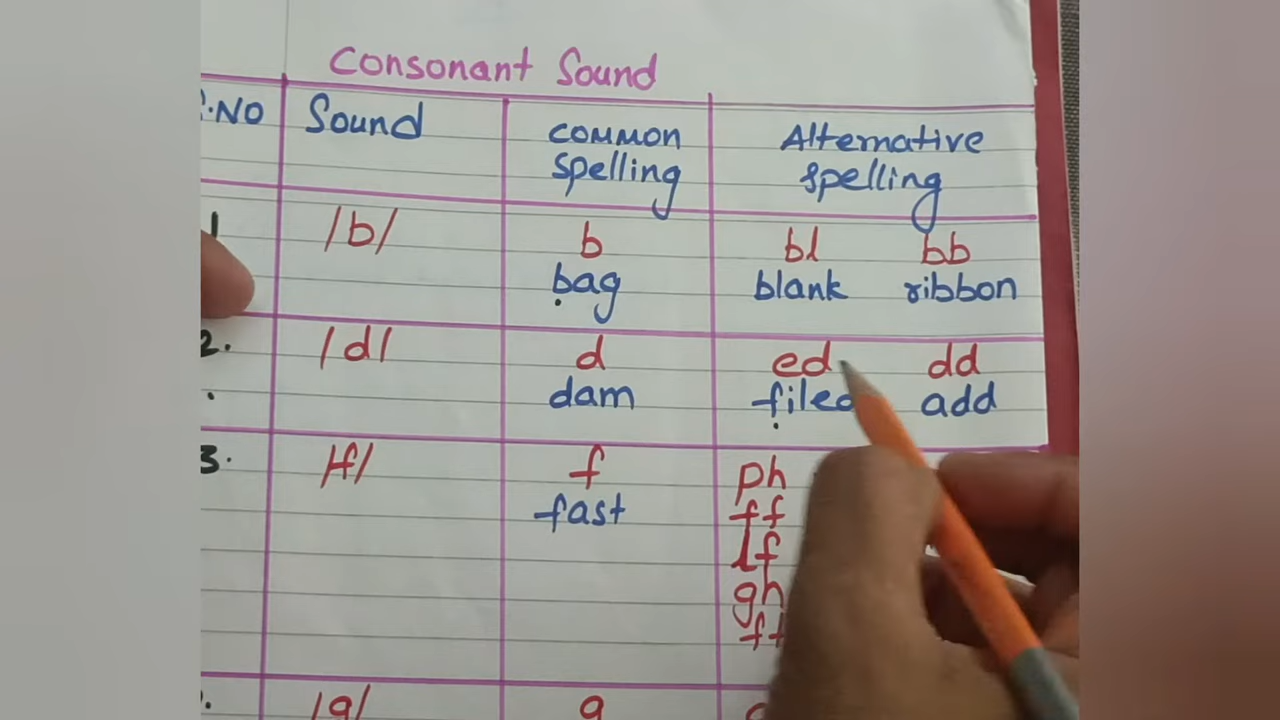 Consonant Sound
S.NO Sound Common Spelling Alternative Spelling
1 /b/ b bl bb
bag blank ribbon
2. /d/ d ed dd
dam filed add
3. /f/ f ph
fast ff
lf
gh
ft
/g/ g